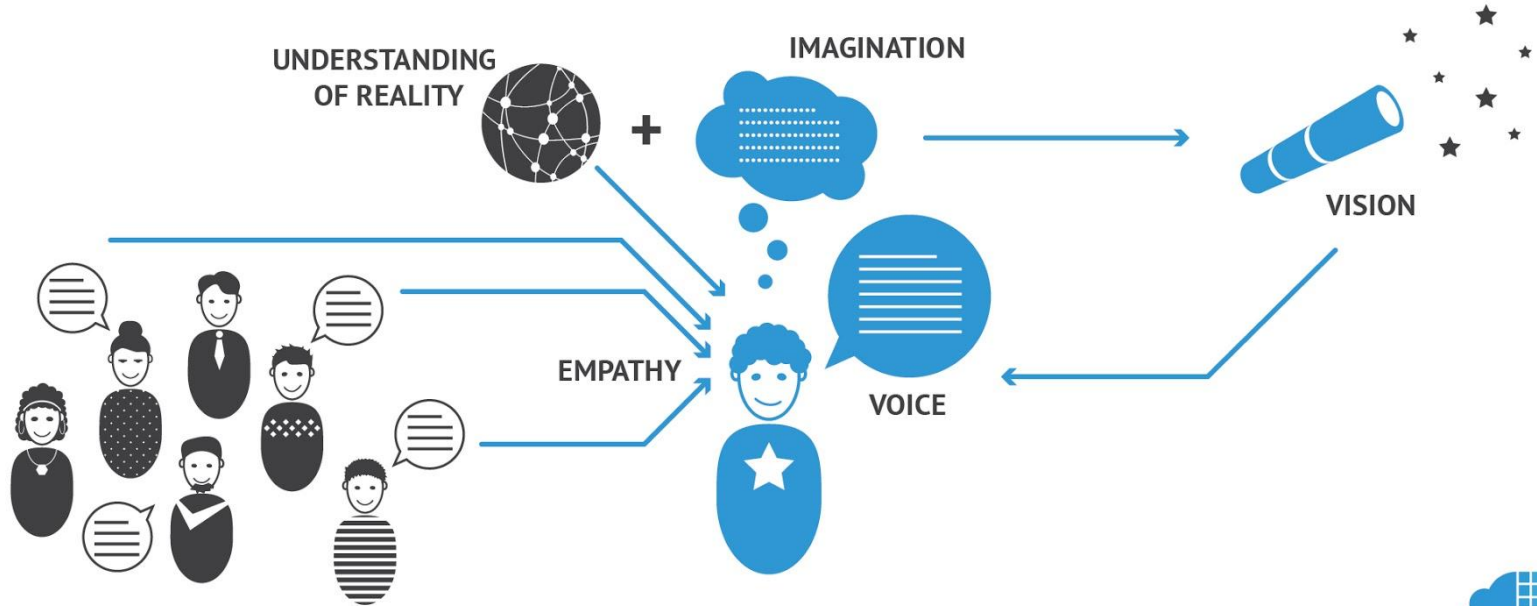 UNDERSTANDING
OF REALITY
IMAGINATION
VISION
EMPATHY
VOICE